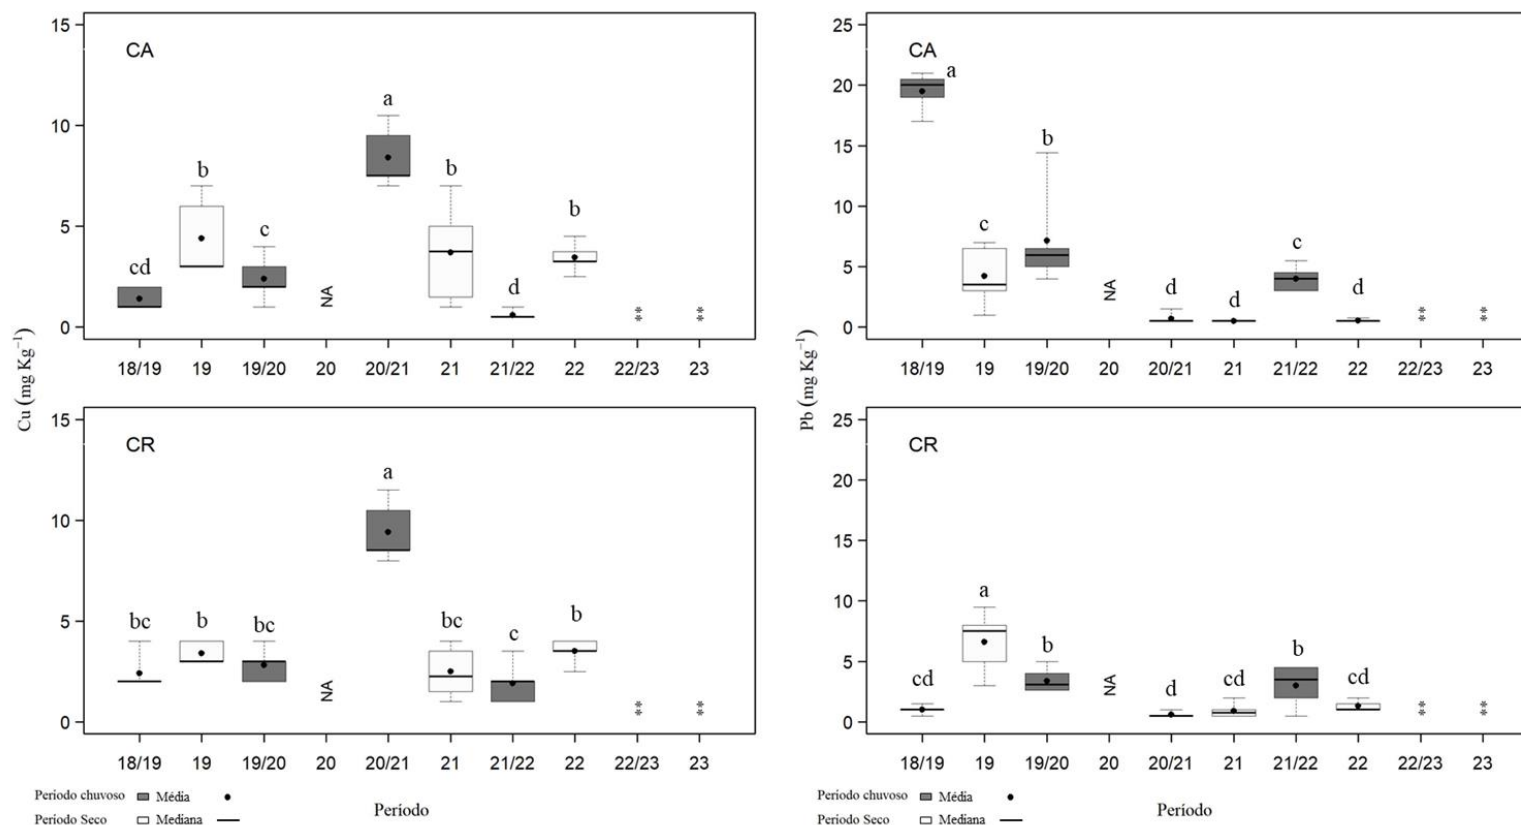 15
CA
10
5
0
cd
b
c
NA
a
b
d
b
**
**
18/19 19 19/20 20 20/21 21 21/22 22 22/23 23
25
CA
20
15
10
5
0
a
c
b
NA
d
d
c
d
**
**
18/19 19 19/20 20 20/21 21 21/22 22 22/23 23
Cu (mg Kg⁻¹)
Pb (mg Kg⁻¹)
15
CR
10
5
0
bc
b
bc
NA
a
bc
c
b
**
**
18/19 19 19/20 20 20/21 21 21/22 22 22/23 23
25
CR
20
15
10
5
0
cd
a
b
NA
d
cd
b
cd
**
**
18/19 19 19/20 20 20/21 21 21/22 22 22/23 23
Periodo chuvoso Média
Periodo Seco Mediana
Período
Periodo chuvoso Média
Periodo Seco Mediana
Período